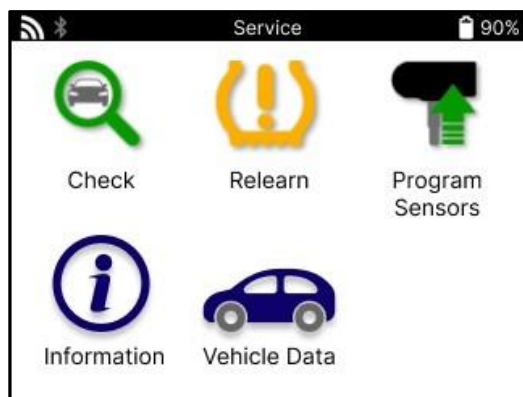 Service
90%
Check
Relearn
Program
Sensors
Information
Vehicle Data